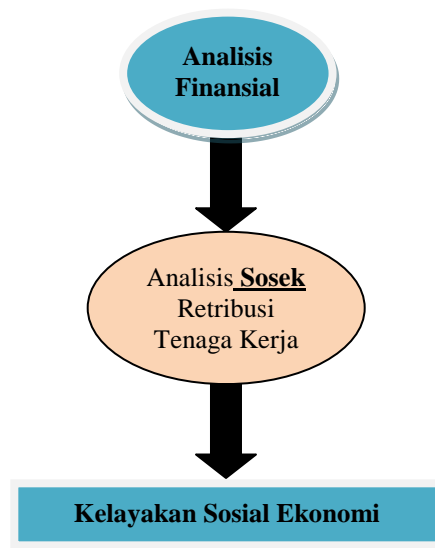 Analisis
Finansial
Analisis Sosek
Retribusi
Tenaga Kerja
Kelayakan Sosial Ekonomi